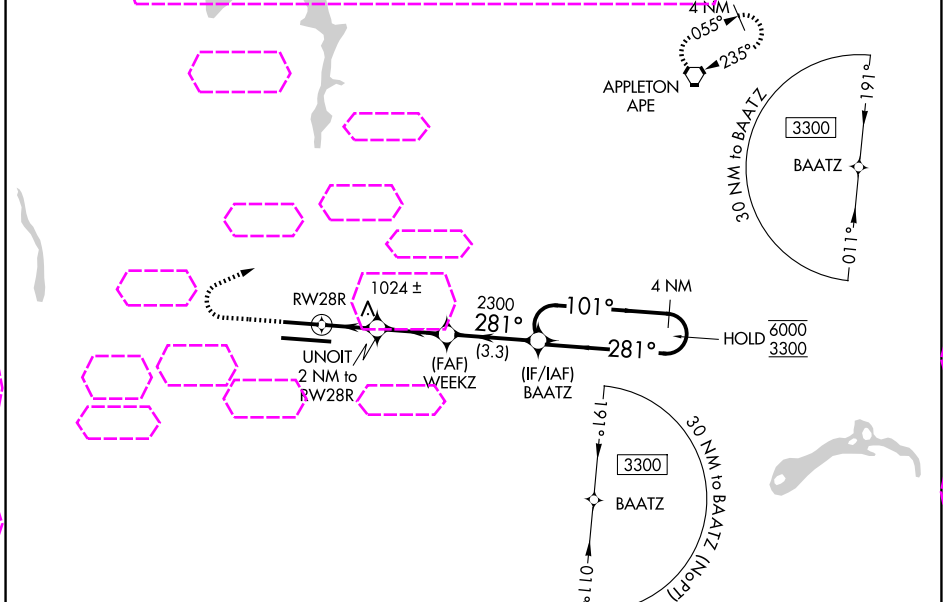 4 NM
055°
235°
APPLETON
APE
191°
30 NM to BAATZ
3300
BAATZ
011°
1024 ±
4 NM
RW28R
2300
101°
281°
HOLD
6000
3300
281°
UNOIT
2 NM to
RW28R
(FAF)
WEEKZ
(3.3)
(IF/IAF)
BAATZ
191°
30 NM to BAATZ (NoPT)
3300
BAATZ
011°